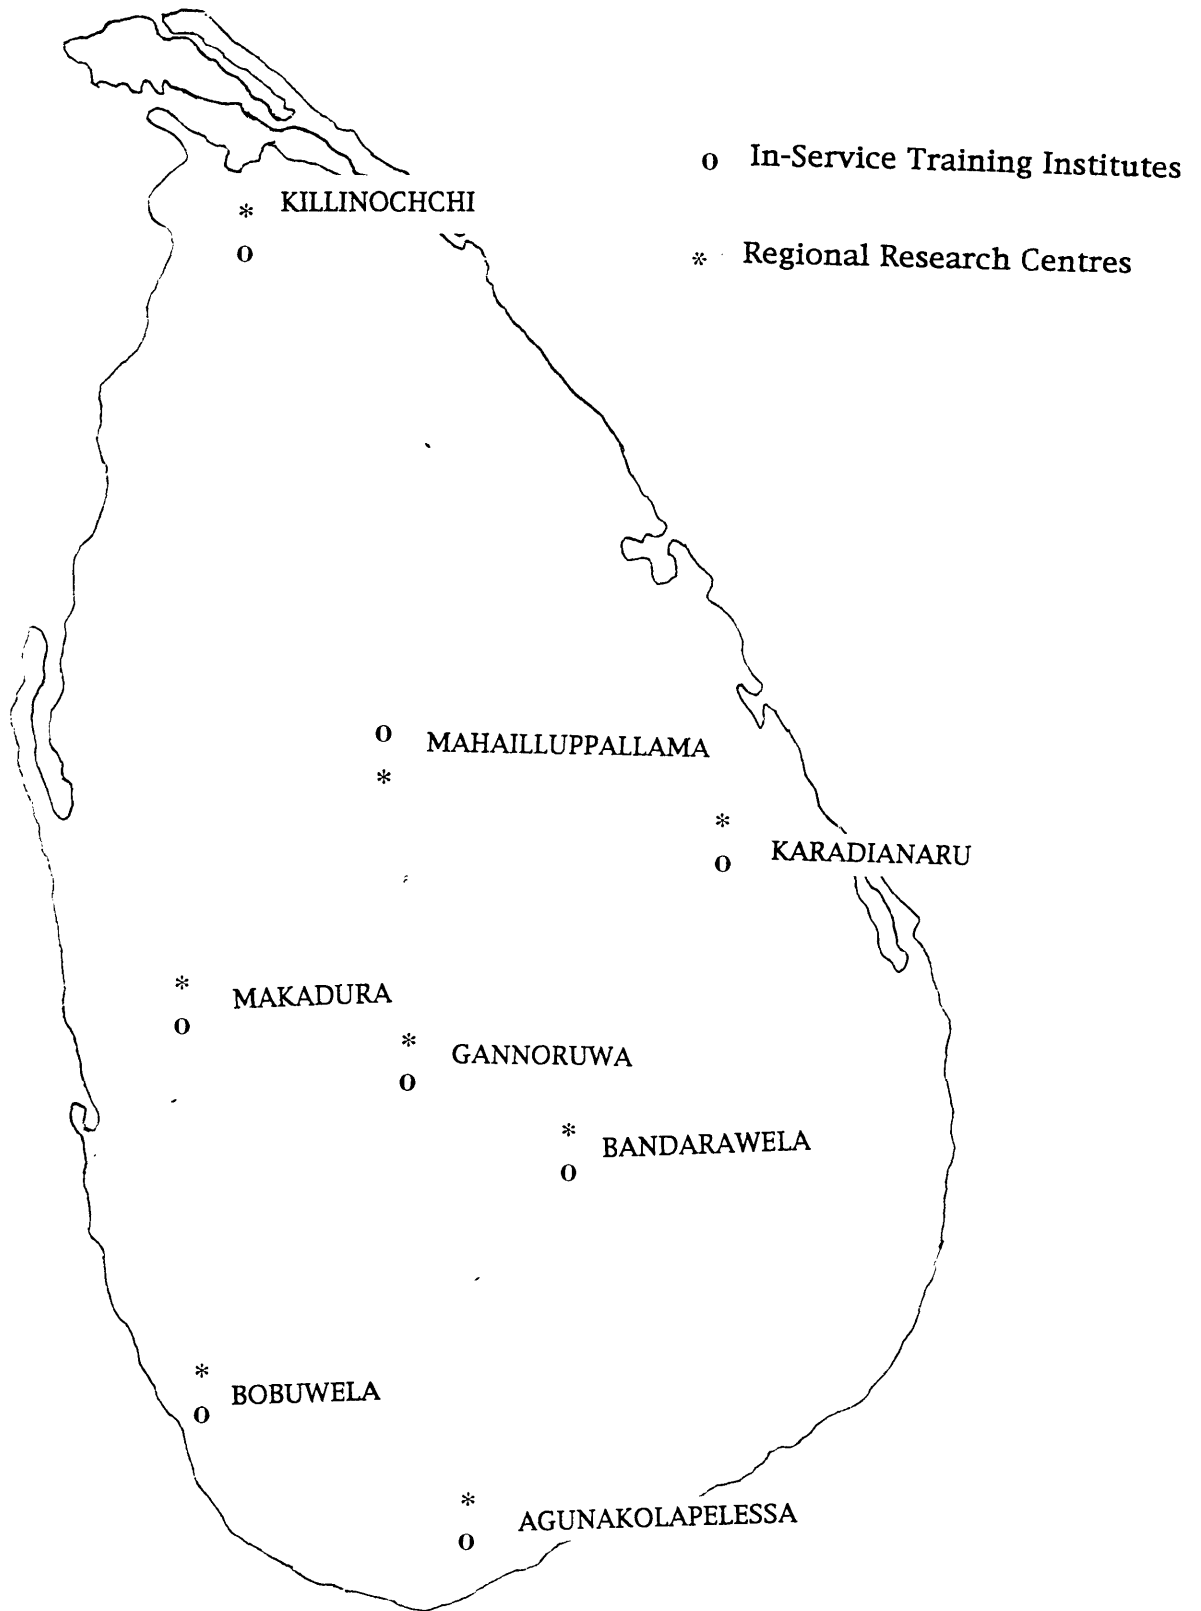 o In-Service Training Institutes
* KILLINOCHCHI
o
* Regional Research Centres
o MAHAILLUPPALLAMA
*
*
o KARADIANARU
*
o MAKADURA
*
o GANNORUWA
*
o BANDARAWELA
*
o BOBUWELA
*
o AGUNAKOLAPELESSA